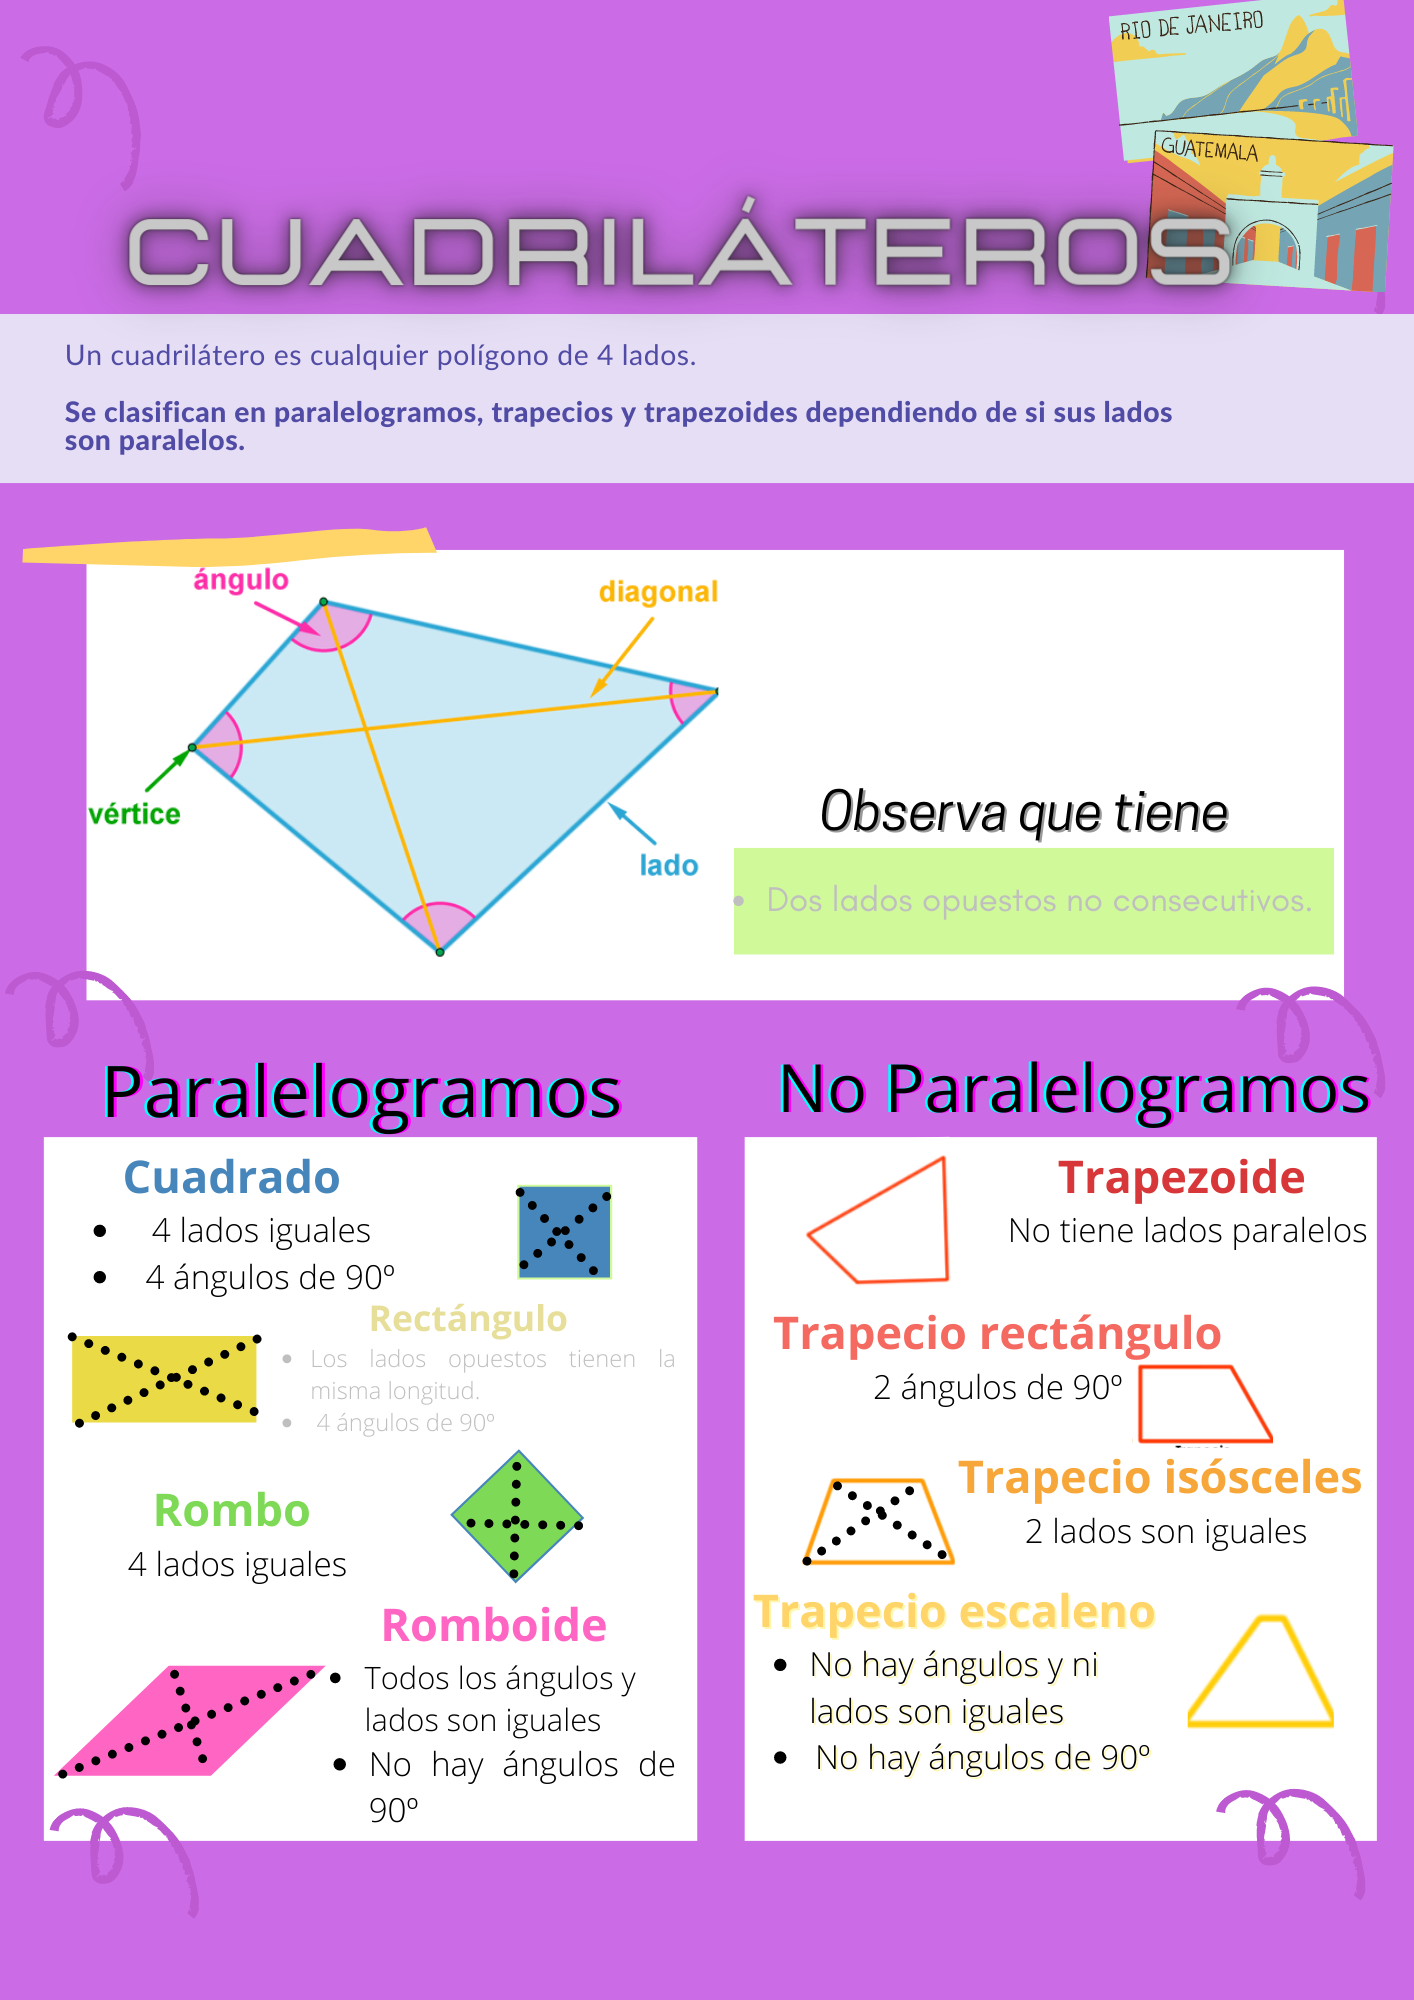 RIO DE JANEIRO
GUATEMALA
CUADRILÁTEROS
Un cuadrilátero es cualquier polígono de 4 lados.
Se clasifican en paralelogramos, trapecios y trapezoides dependiendo de si sus lados
son paralelos.
ángulo
diagonal
vértice
lado
Observa que tiene
• Dos lados opuestos no consecutivos.
Paralelogramos
Cuadrado
• 4 lados iguales
• 4 ángulos de 90º
Rectángulo
• Los lados opuestos tienen la
misma longitud.
• 4 ángulos de 90º
Rombo
4 lados iguales
Romboide
• Todos los ángulos y
lados son iguales
• No hay ángulos de
90º
No Paralelogramos
Trapezoide
No tiene lados paralelos
Trapecio rectángulo
2 ángulos de 90º
Trapecio isósceles
2 lados son iguales
Trapecio escaleno
• No hay ángulos y ni
lados son iguales
• No hay ángulos de 90º